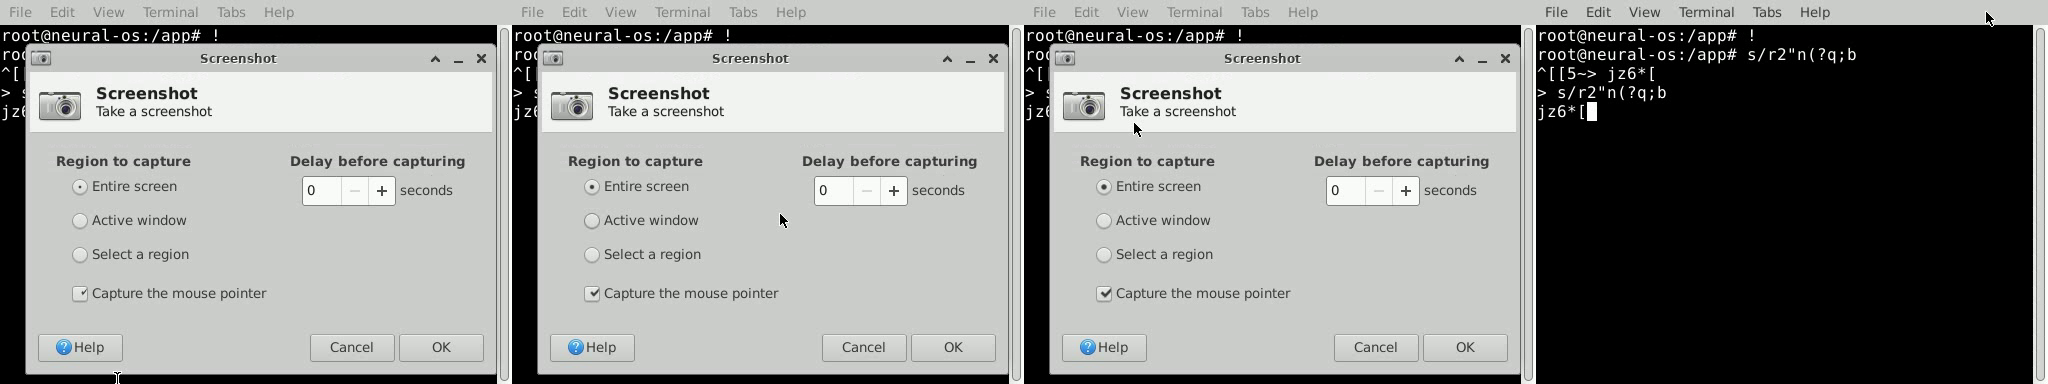 File Edit View Terminal Tabs Help
root@neural-os:/app# !
Screenshot
^[[
Screenshot
Take a screenshot
Region to capture
Delay before capturing
Entire screen
0 seconds
Active window
Select a region
Capture the mouse pointer
Help Cancel OK
File Edit View Terminal Tabs Help
root@neural-os:/app# !
Screenshot
^[[
Screenshot
Take a screenshot
Region to capture
Delay before capturing
Entire screen
0 seconds
Active window
Select a region
Capture the mouse pointer
Help Cancel OK
File Edit View Terminal Tabs Help
root@neural-os:/app# !
Screenshot
^[[
Screenshot
Take a screenshot
Region to capture
Delay before capturing
Entire screen
0 seconds
Active window
Select a region
Capture the mouse pointer
Help Cancel OK
File Edit View Terminal Tabs Help
root@neural-os:/app# !
root@neural-os:/app# s/r2"n(?q;b
^[[5~> jz6*[
> s/r2"n(?q;b
jz6*[